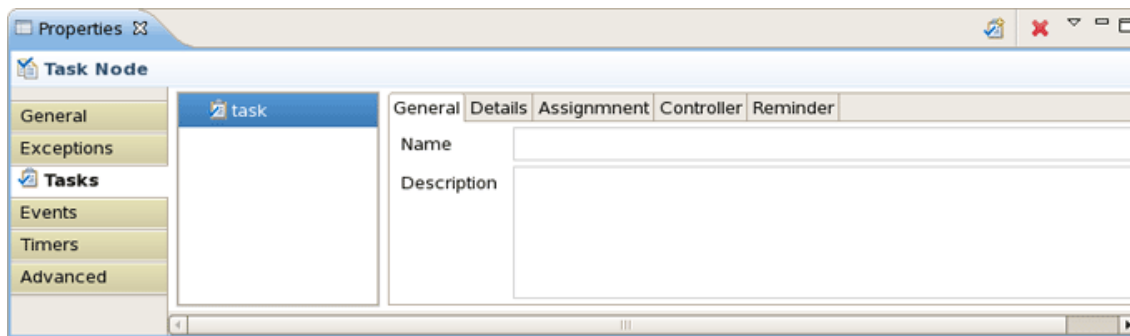 Properties
Task Node
General
Exceptions
Tasks
Events
Timers
Advanced
task
General Details Assignmnent Controller Reminder
Name
Description